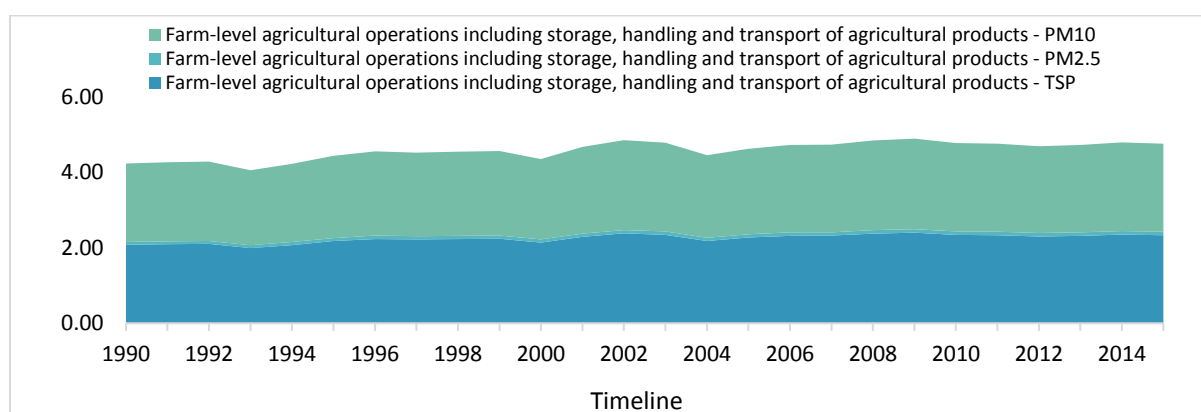 Farm-level agricultural operations including storage, handling and transport of agricultural products - PM10
Farm-level agricultural operations including storage, handling and transport of agricultural products - PM2.5
Farm-level agricultural operations including storage, handling and transport of agricultural products - TSP
6.00
4.00
2.00
0.00
1990 1992 1994 1996 1998 2000 2002 2004 2006 2008 2010 2012 2014
Timeline